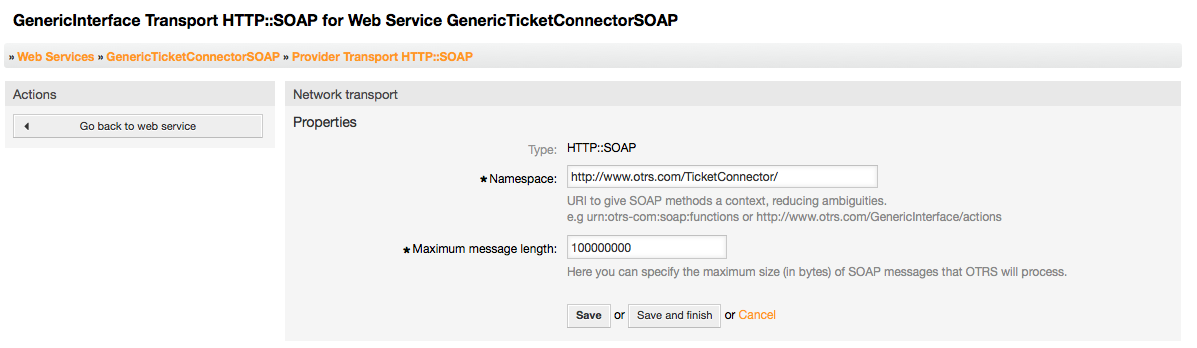 GenericInterface Transport HTTP::SOAP for Web Service GenericTicketConnectorSOAP
» Web Services » GenericTicketConnectorSOAP » Provider Transport HTTP::SOAP
Actions
Go back to web service
Network transport
Properties
Type: HTTP::SOAP
* Namespace: http://www.otrs.com/TicketConnector/
URI to give SOAP methods a context, reducing ambiguities.
e.g urn:otrs-com:soap:functions or http://www.otrs.com/GenericInterface/actions
* Maximum message length: 100000000
Here you can specify the maximum size (in bytes) of SOAP messages that OTRS will process.
Save or Save and finish or Cancel